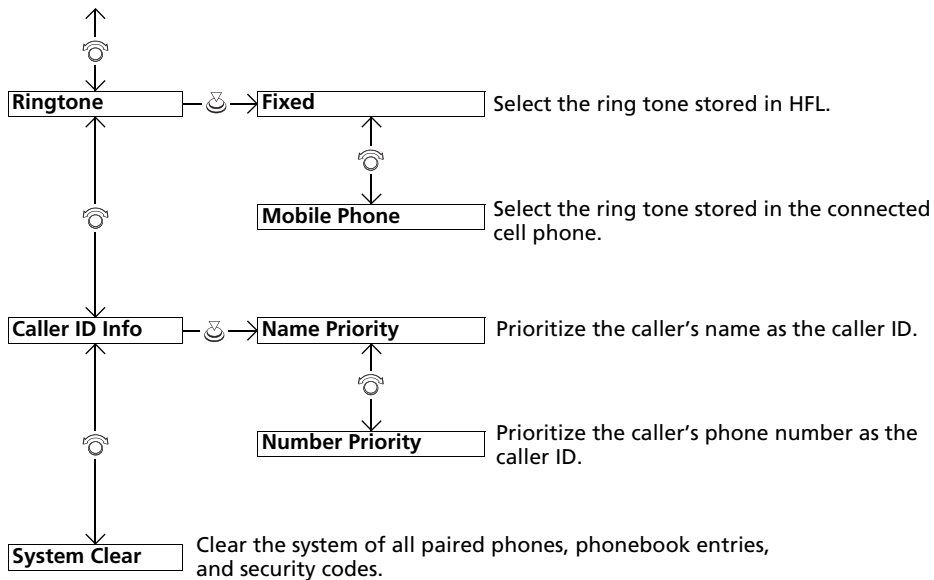 Ringtone
Fixed
Select the ring tone stored in HFL.
Mobile Phone
Select the ring tone stored in the connected
cell phone.
Caller ID Info
Name Priority
Prioritize the caller's name as the caller ID.
Number Priority
Prioritize the caller's phone number as the
caller ID.
System Clear
Clear the system of all paired phones, phonebook entries,
and security codes.